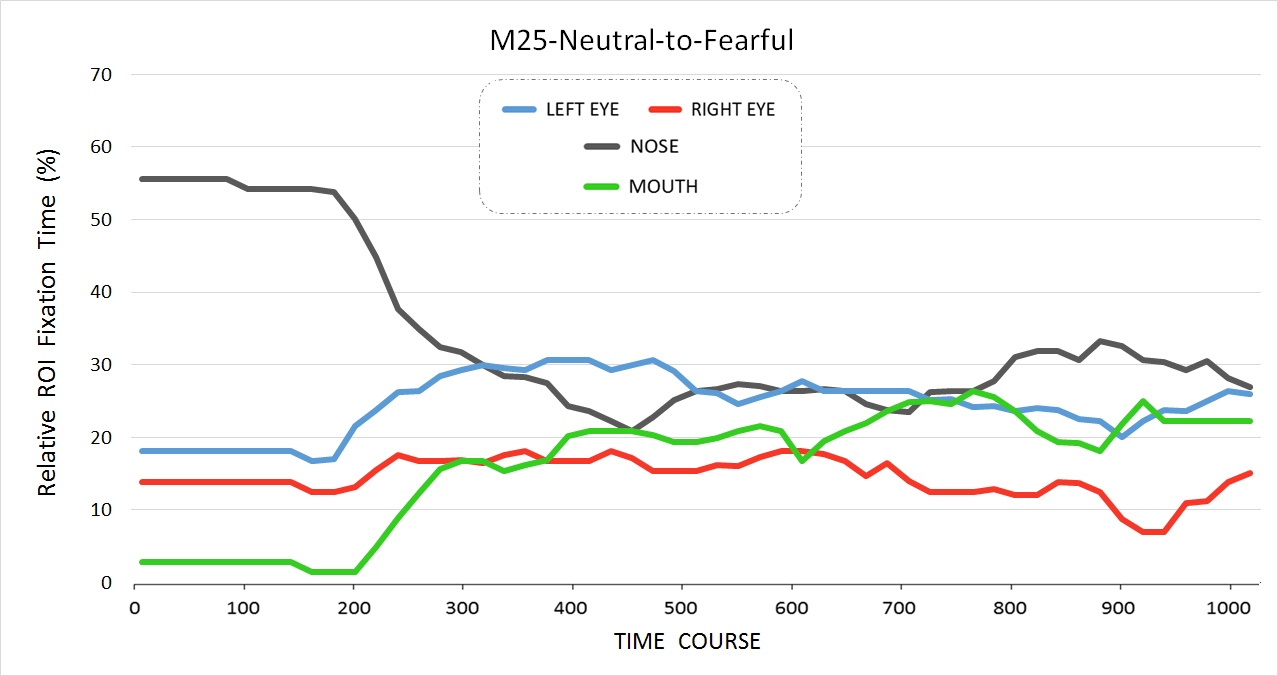 M25-Neutral-to-Fearful
70
60
50
40
30
20
10
0
Relative ROI Fixation Time (%)
LEFT EYE RIGHT EYE
NOSE
MOUTH
0 100 200 300 400 500 600 700 800 900 1000
TIME COURSE